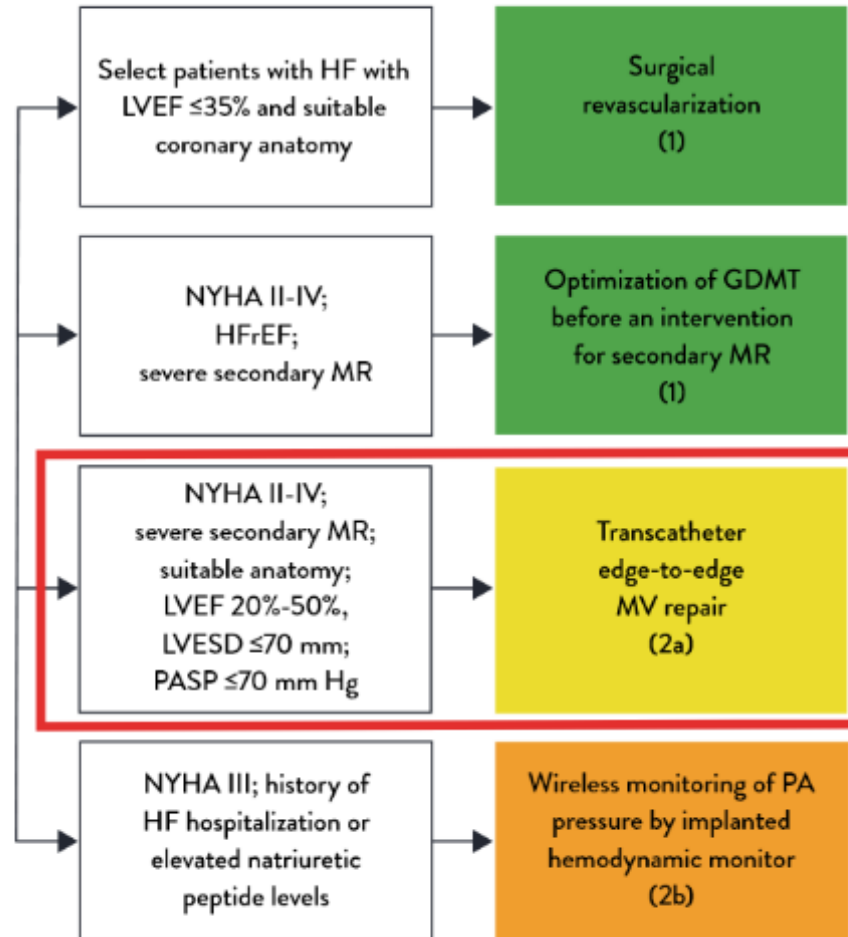 Select patients with HF with
LVEF ≤35% and suitable
coronary anatomy
Surgical
revascularization
(1)
NYHA II-IV;
HFrEF;
severe secondary MR
Optimization of GDMT
before an intervention
for secondary MR
(1)
NYHA II-IV;
severe secondary MR;
suitable anatomy;
LVEF 20%-50%,
LVESD ≤70 mm;
PASP ≤70 mm Hg
Transcatheter
edge-to-edge
MV repair
(2a)
NYHA III; history of
HF hospitalization or
elevated natriuretic
peptide levels
Wireless monitoring of PA
pressure by implanted
hemodynamic monitor
(2b)